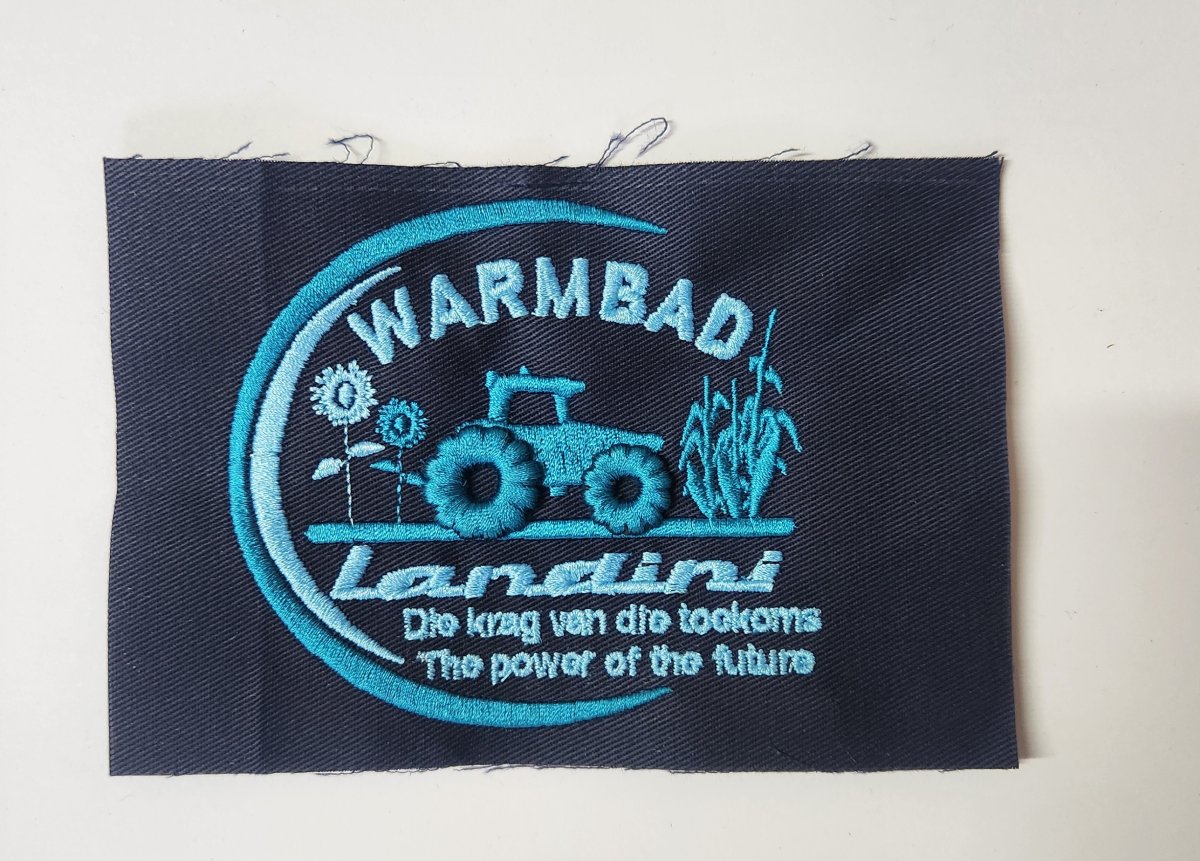 WARMBAD
Landini
Die krag van die toekoms
The power of the future